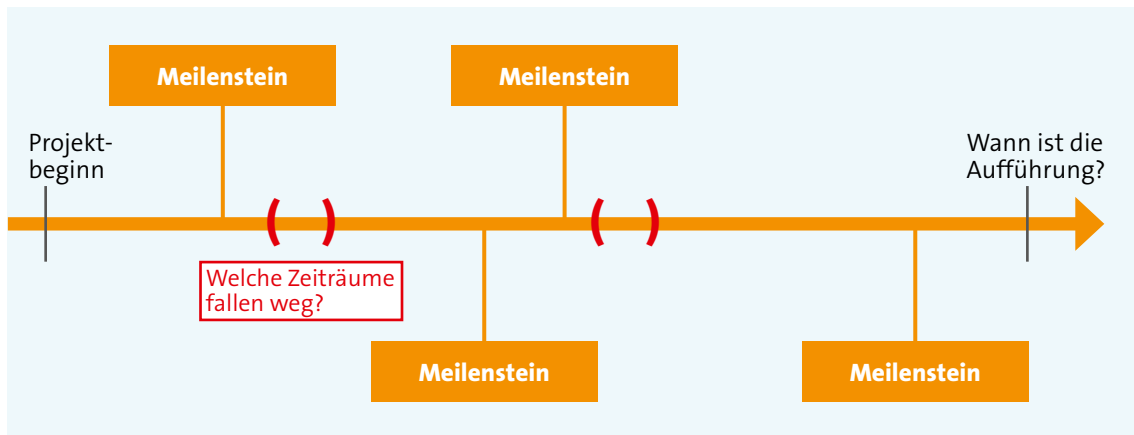 Meilenstein
Meilenstein
Projekt-
beginn
Wann ist die
Aufführung?
Welche Zeiträume
fallen weg?
Meilenstein
Meilenstein